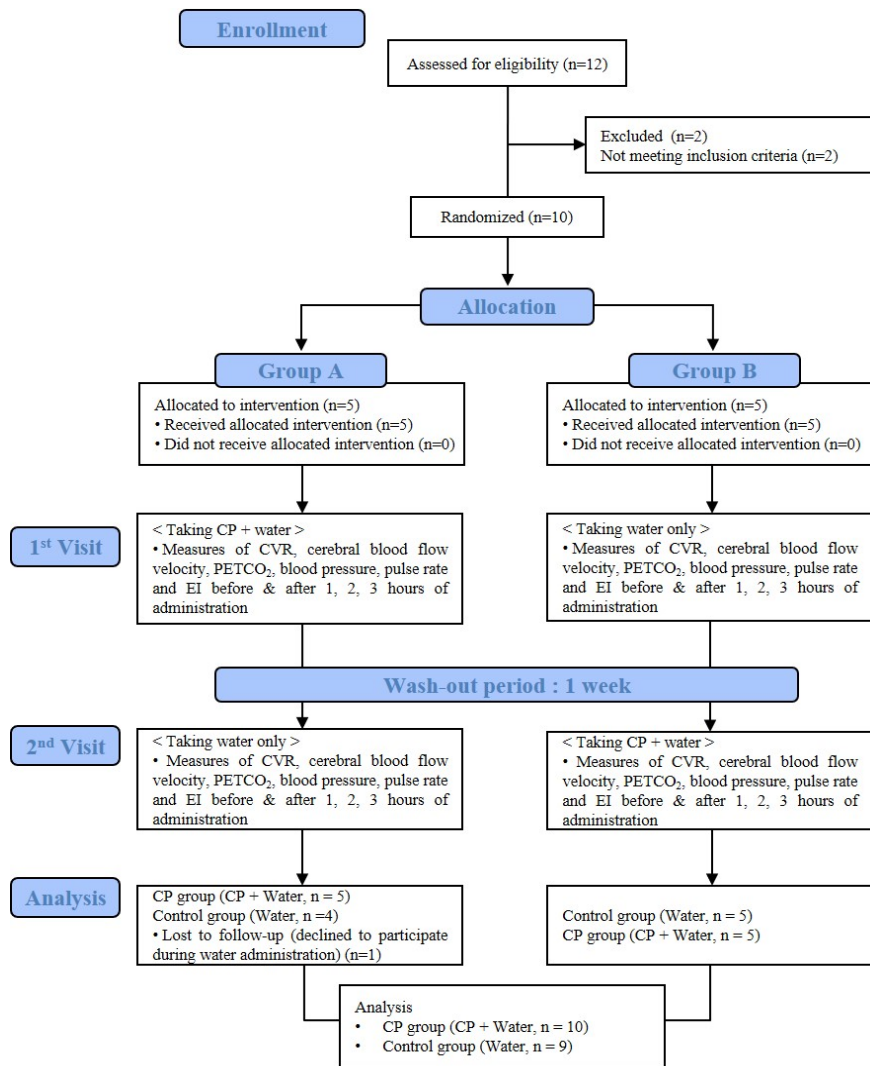 Enrollment
Assessed for eligibility (n=12)
Excluded (n=2)
Not meeting inclusion criteria (n=2)
Randomized (n=10)
Allocation
Group A
Allocated to intervention (n=5)
• Received allocated intervention (n=5)
• Did not receive allocated intervention (n=0)
Group B
Allocated to intervention (n=5)
• Received allocated intervention (n=5)
• Did not receive allocated intervention (n=0)
1st Visit
< Taking CP + water >
• Measures of CVR, cerebral blood flow
velocity, PETCO₂, blood pressure, pulse rate
and EI before & after 1, 2, 3 hours of
administration
< Taking water only >
• Measures of CVR, cerebral blood flow
velocity, PETCO₂, blood pressure, pulse rate
and EI before & after 1, 2, 3 hours of
administration
Wash-out period : 1 week
2nd Visit
< Taking water only >
• Measures of CVR, cerebral blood flow
velocity, PETCO₂, blood pressure, pulse rate
and EI before & after 1, 2, 3 hours of
administration
< Taking CP + water >
• Measures of CVR, cerebral blood flow
velocity, PETCO₂, blood pressure, pulse rate
and EI before & after 1, 2, 3 hours of
administration
Analysis
CP group (CP + Water, n = 5)
Control group (Water, n =4)
• Lost to follow-up (declined to participate
during water administration) (n=1)
Control group (Water, n = 5)
CP group (CP + Water, n = 5)
Analysis
• CP group (CP + Water, n = 10)
• Control group (Water, n = 9)